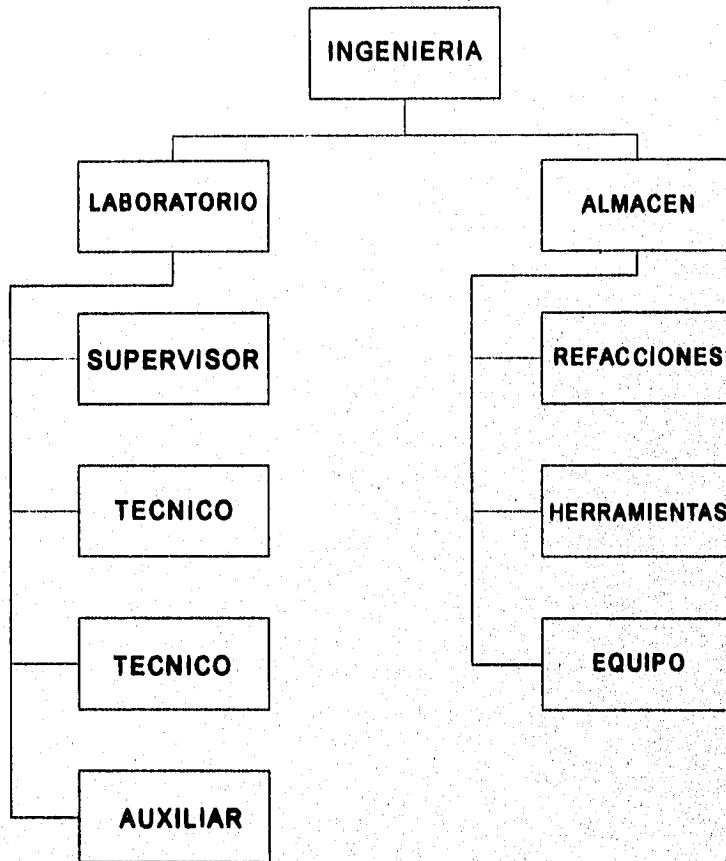 INGENIERIA
LABORATORIO
ALMACEN
SUPERVISOR
REFACCIONES
TECNICO
HERRAMIENTAS
TECNICO
EQUIPO
AUXILIAR